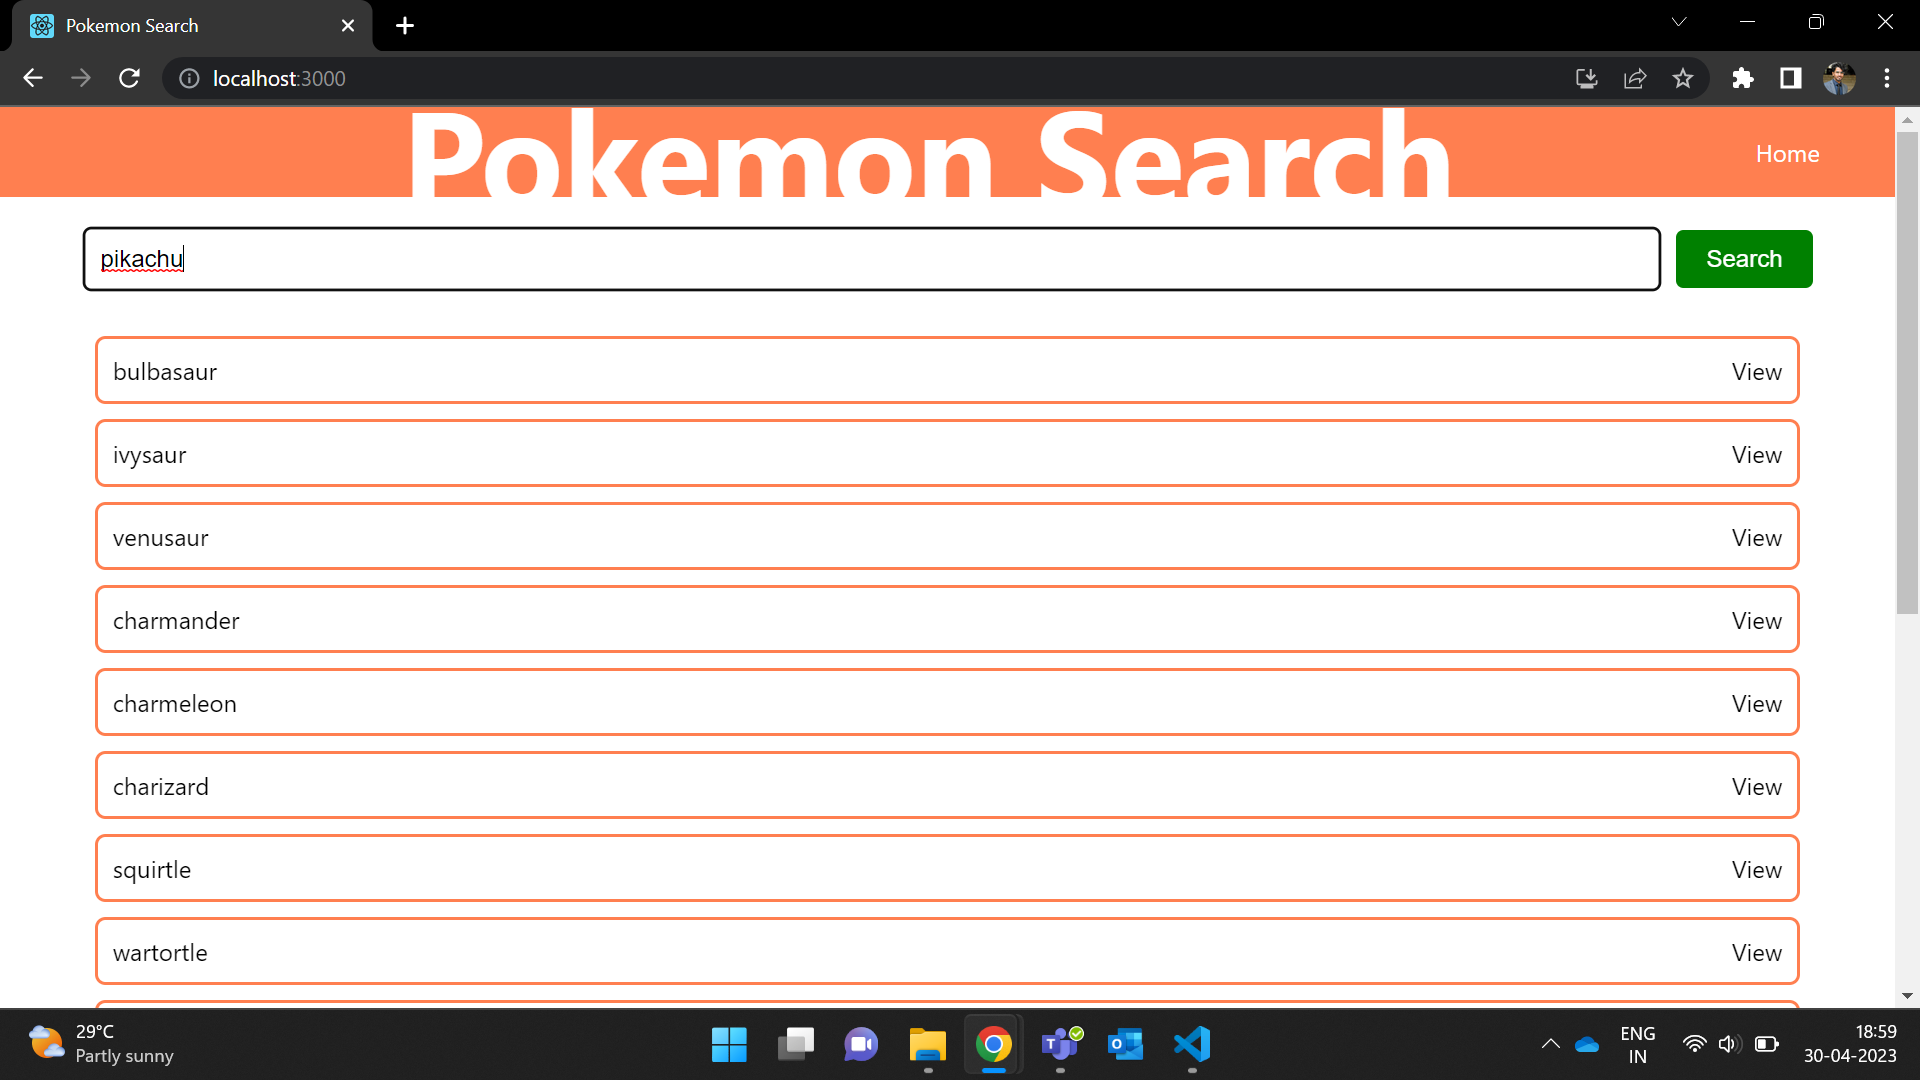 Pokemon Search
localhost:3000
Pokemon Search
Home
pikachu
Search
bulbasaur View
ivysaur View
venusaur View
charmander View
charmeleon View
charizard View
squirtle View
wartortle View
29°C
Partly sunny
ENG
IN
18:59
30-04-2023